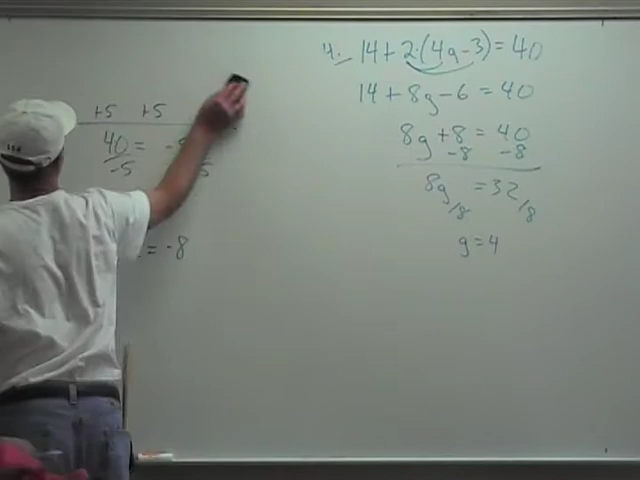 +5 +5
40 = -
-5 5
= -8
4. 14 + 2·(4g - 3) = 40
14 + 8g - 6 = 40
8g + 8 = 40
-8 -8
8g = 32
/8 /8
g = 4